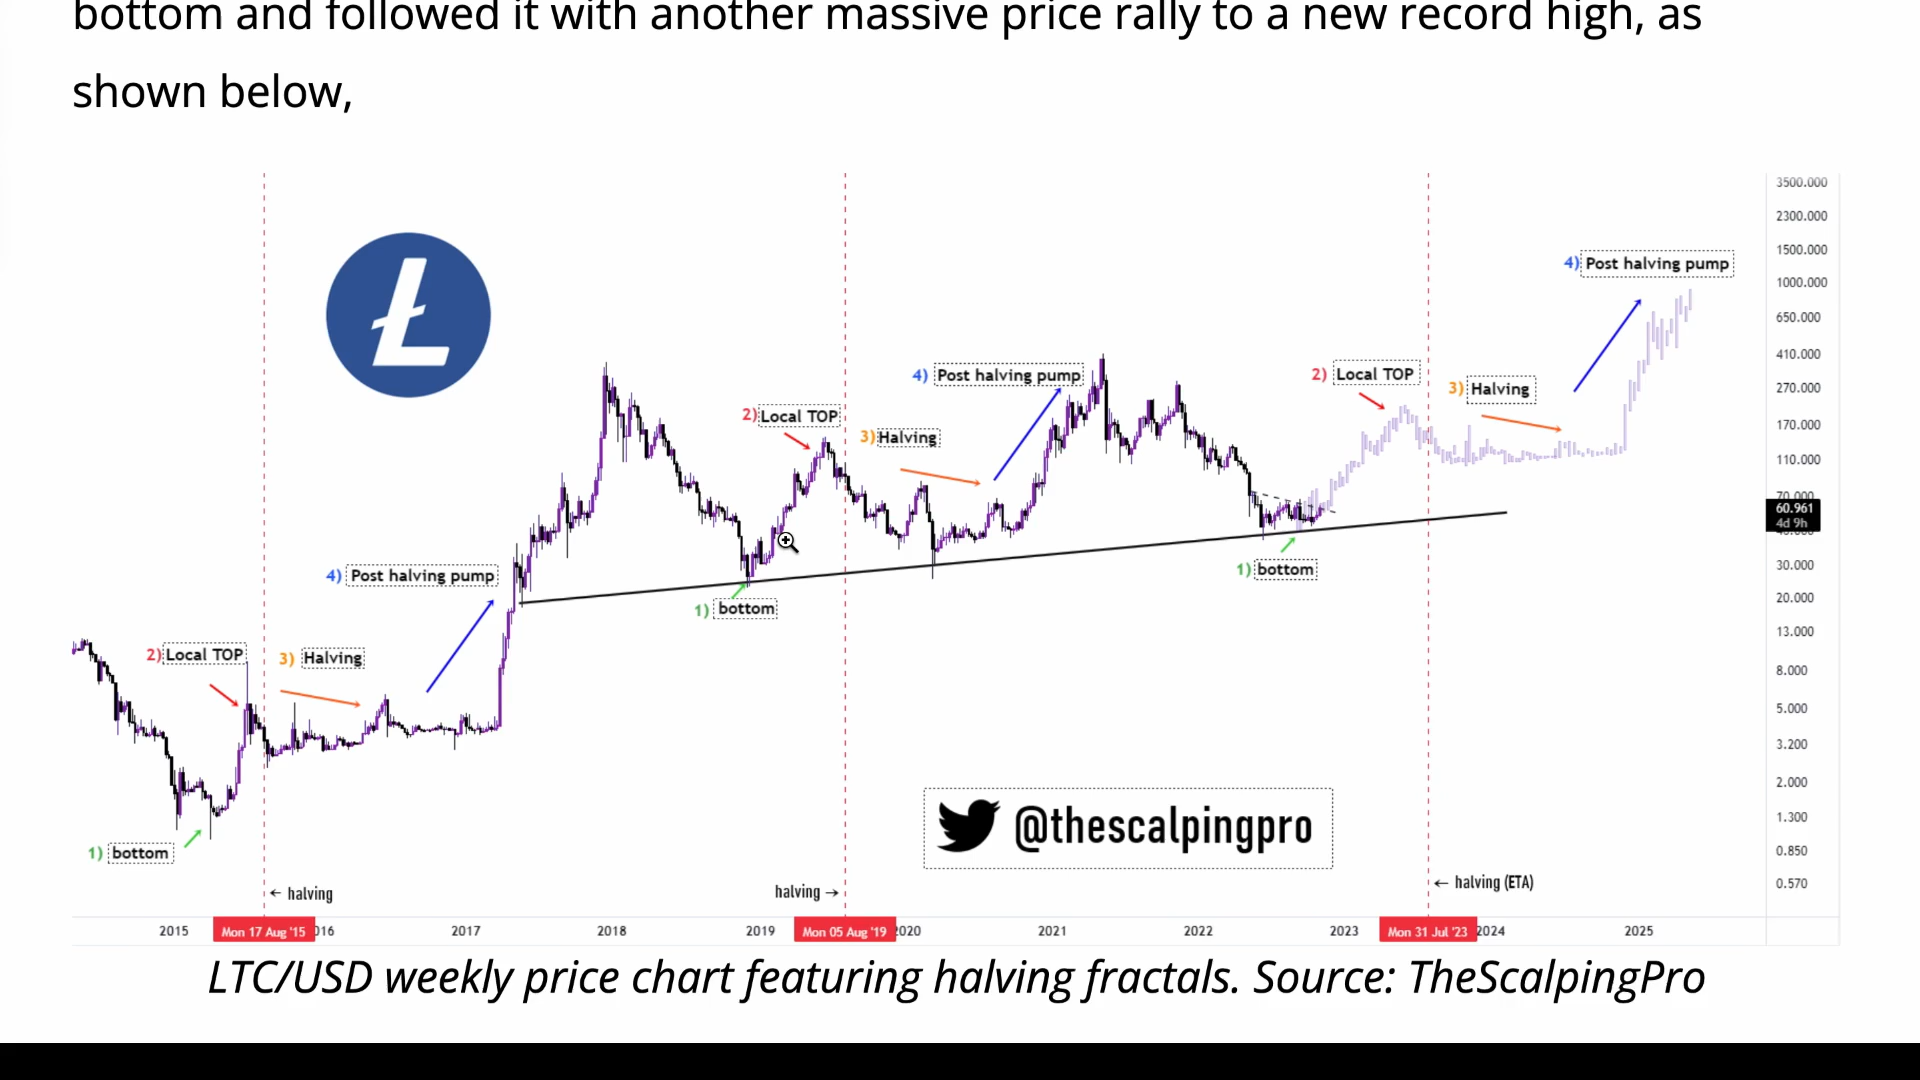 bottom and followed it with another massive price rally to a new record high, as
shown below,
3500.000
2300.000
1500.000
4) Post halving pump
1000.000
650.000
410.000
4) Post halving pump
2) Local TOP
3) Halving
270.000
2) Local TOP
170.000
3) Halving
110.000
70.000
60.961
4d 9h
30.000
1) bottom
4) Post halving pump
20.000
1) bottom
13.000
2) Local TOP
3) Halving
8.000
5.000
3.200
2.000
1.300
@thescalpingpro
0.850
1) bottom
0.570
← halving
halving →
← halving (ETA)
2015
Mon 17 Aug '15
016
2017
2018
2019
Mon 05 Aug '19
2020
2021
2022
2023
Mon 31 Jul '23
2024
2025
LTC/USD weekly price chart featuring halving fractals. Source: TheScalpingPro